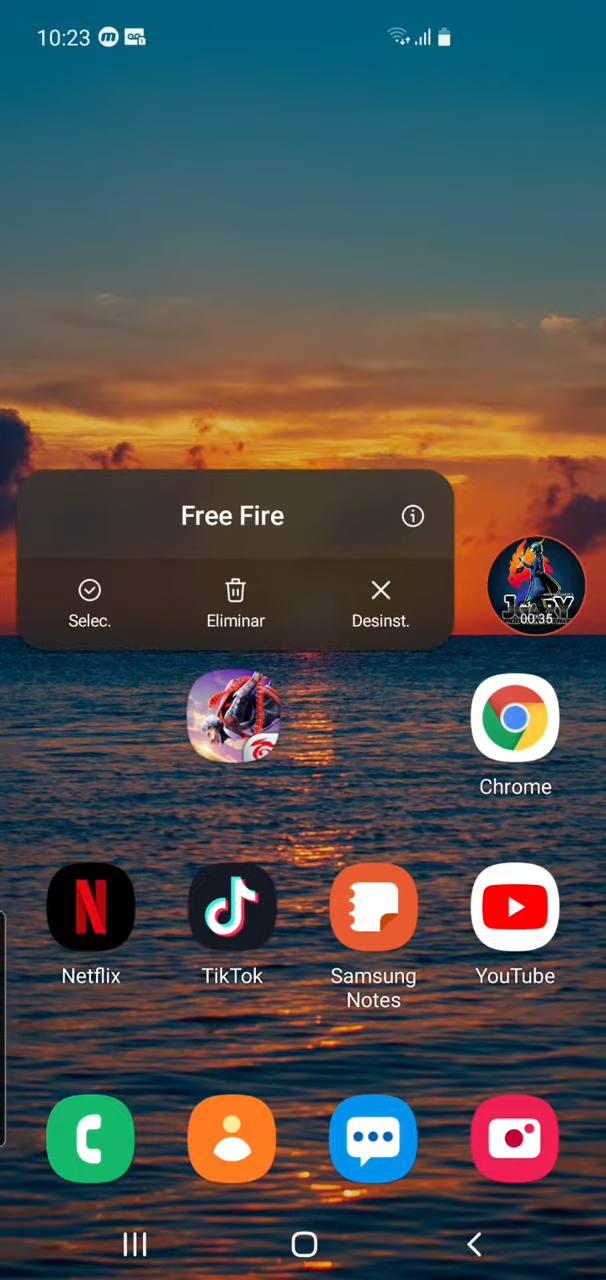 10:23
Free Fire
Selec.
Eliminar
Desinst.
00:35
Chrome
Netflix
TikTok
Samsung
Notes
YouTube